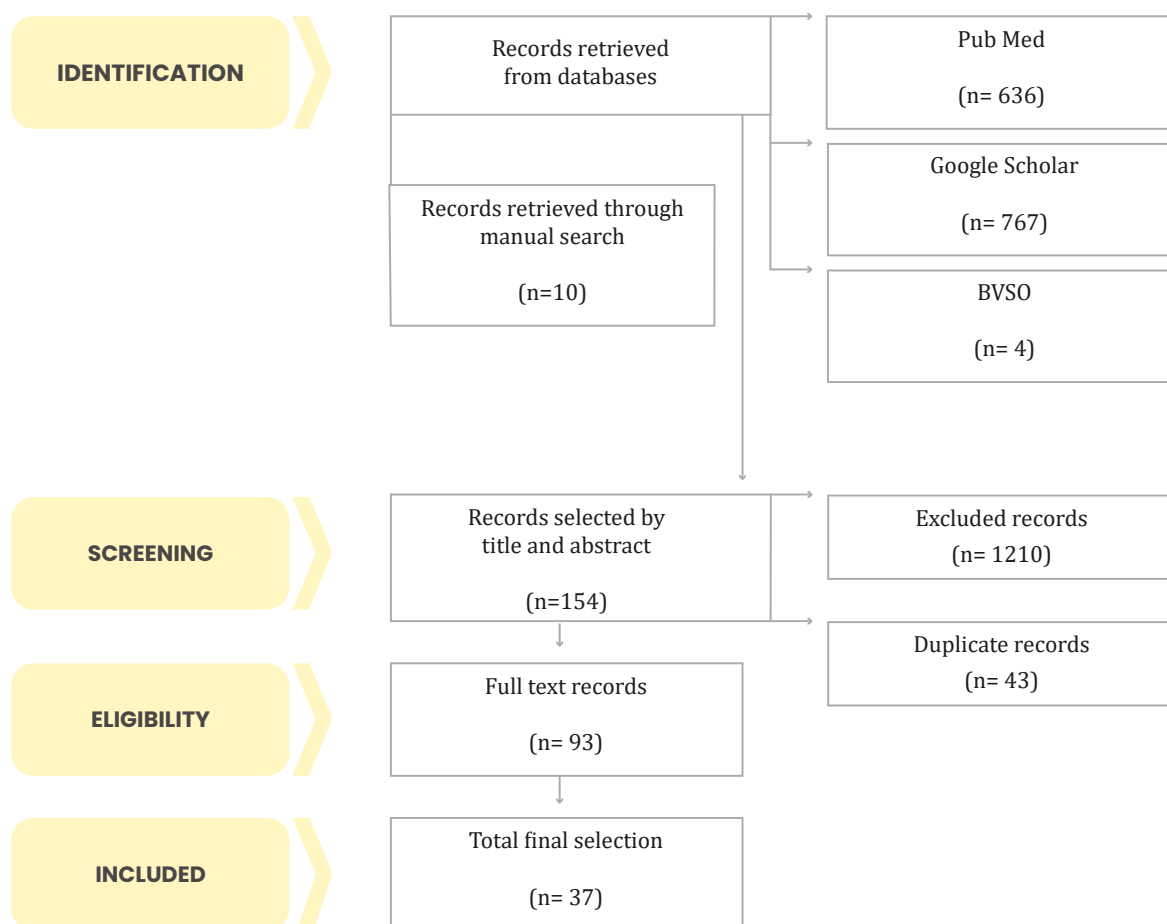 IDENTIFICATION
Records retrieved
from databases
Pub Med
(n= 636)
Google Scholar
(n= 767)
BVSO
(n= 4)
Records retrieved through
manual search
(n=10)
SCREENING
Records selected by
title and abstract
(n=154)
Excluded records
(n= 1210)
Duplicate records
(n= 43)
ELIGIBILITY
Full text records
(n= 93)
INCLUDED
Total final selection
(n= 37)